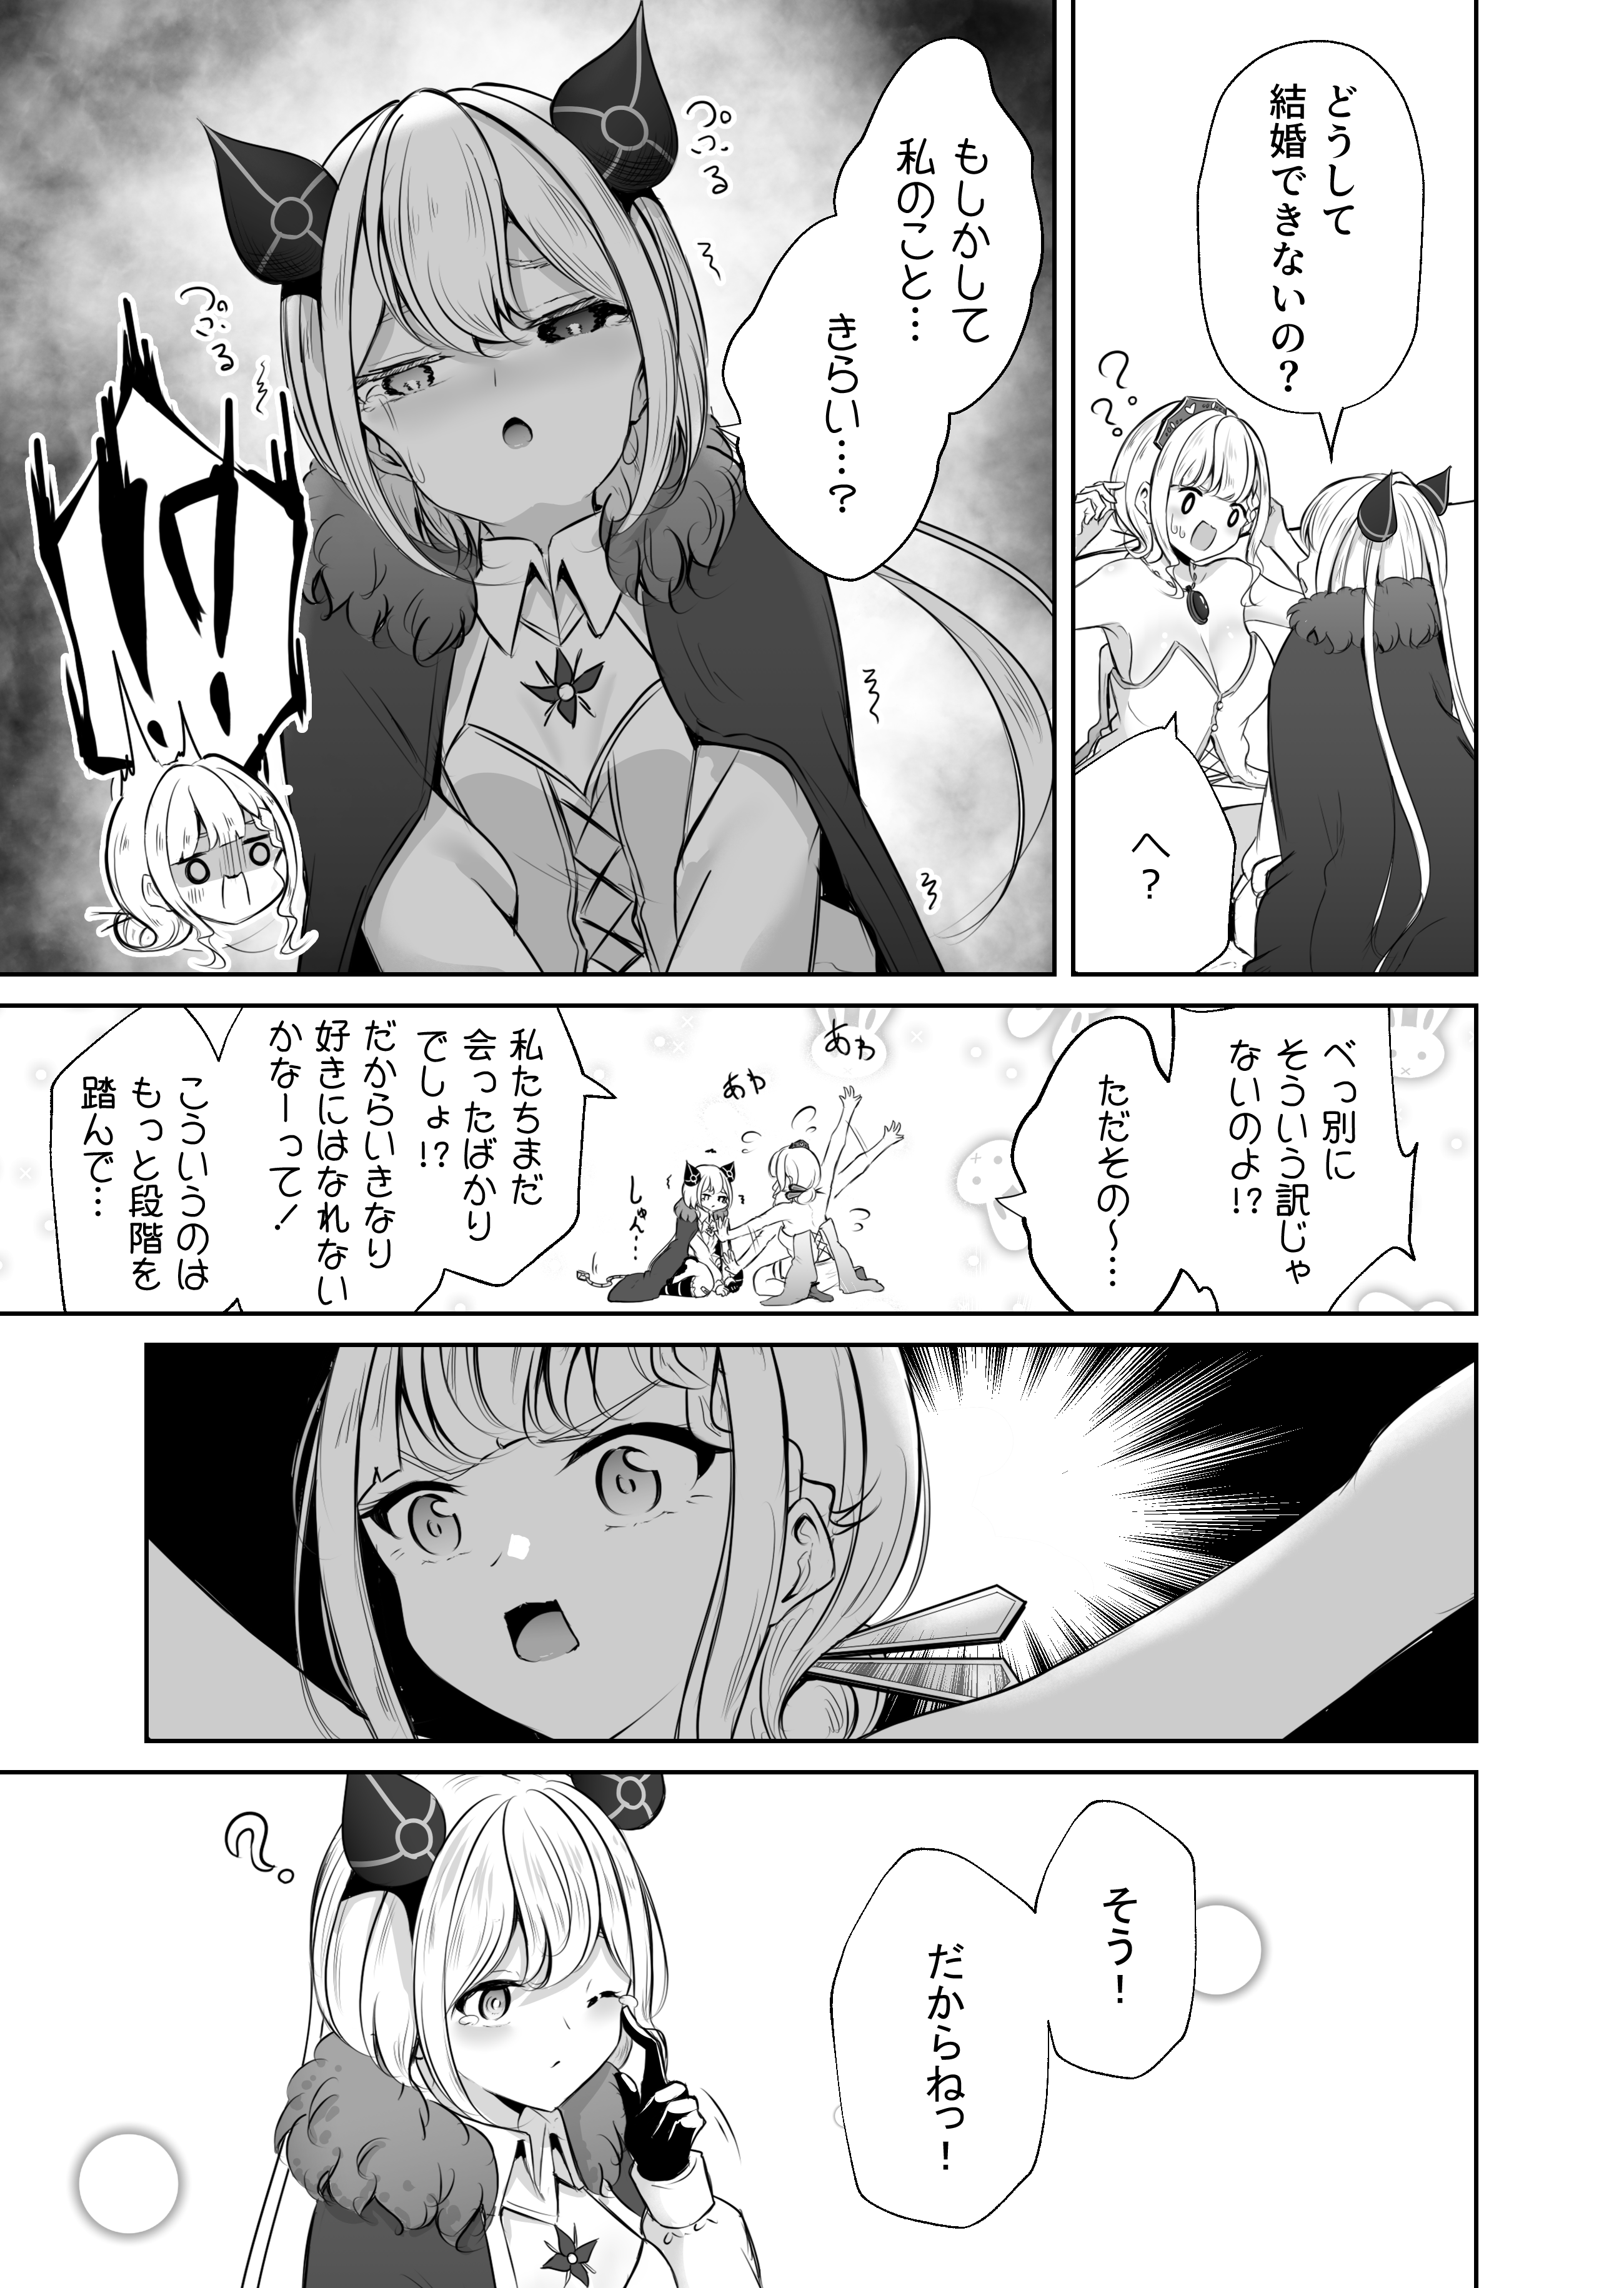 どうして
結婚できないの？
へ？
もしかして
私のこと…
きらい……？
ぷるぷる
ぷるぷる
!?
べっ別に
そういう訳じゃ
ないのよ!?
ただその～…
あわ
あわ
しゅん…
私たちまだ
会ったばかり
でしょ!?
だからいきなり
好きにはなれない
かなーって！
こういうのは
もっと段階を
踏んで…
そう！
だからねっ！